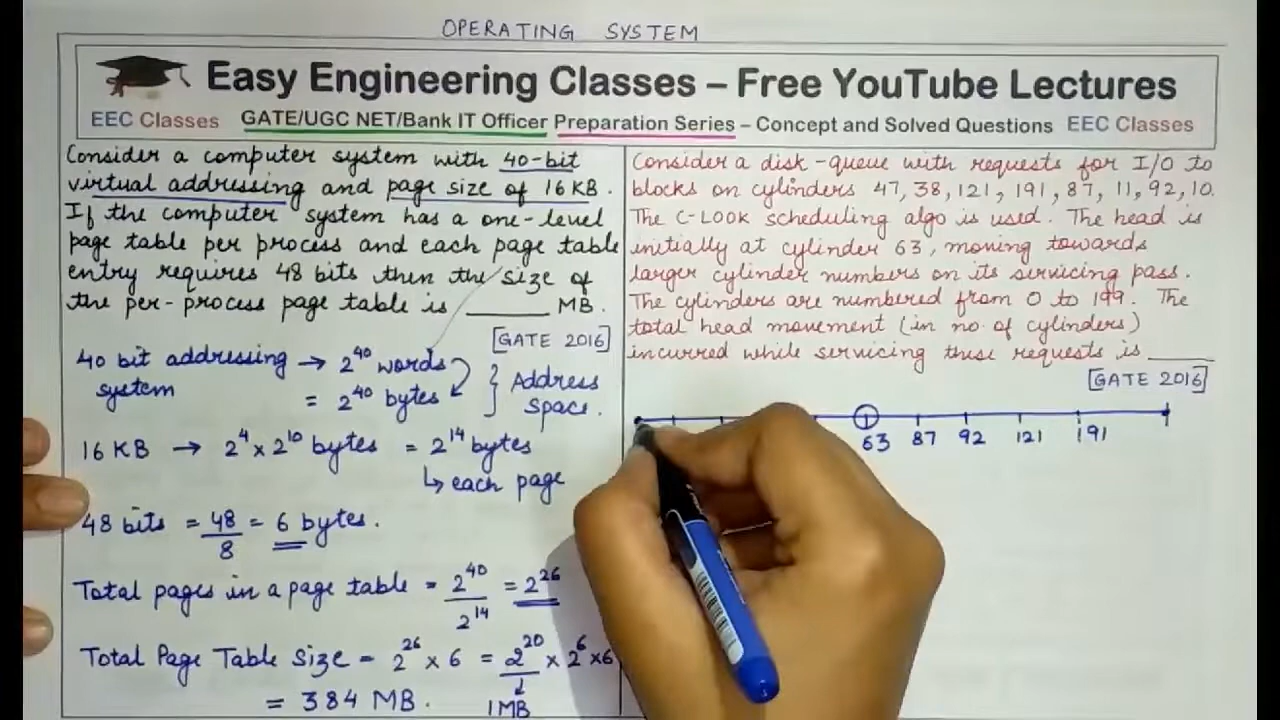 OPERATING SYSTEM
Easy Engineering Classes – Free YouTube Lectures
EEC Classes GATE/UGC NET/Bank IT Officer Preparation Series – Concept and Solved Questions EEC Classes
Consider a computer system with 40-bit
virtual addressing and page size of 16 KB.
If the computer system has a one-level
page table per process and each page table
entry requires 48 bits then the size of
the per-process page table is ______ MB.
[GATE 2016]
40 bit addressing → 2^40 words
system = 2^40 bytes } Address
Space.
16 KB → 2^4 x 2^10 bytes = 2^14 bytes
↳ each page
48 bits = 48/8 = 6 bytes.
Total pages in a page table = 2^40/2^14 = 2^26
Total Page Table Size = 2^26 x 6 = 2^20 x 2^6 x 6
↓
= 384 MB. 1MB
Consider a disk-queue with requests for I/O to
blocks on cylinders 47, 38, 121, 191, 87, 11, 92, 10.
The C-LOOK scheduling algo is used. The head is
initially at cylinder 63, moving towards
larger cylinder numbers on its servicing pass.
The cylinders are numbered from 0 to 199. The
total head movement (in no. of cylinders)
incurred while servicing these requests is ______
[GATE 2016]
63 87 92 121 191